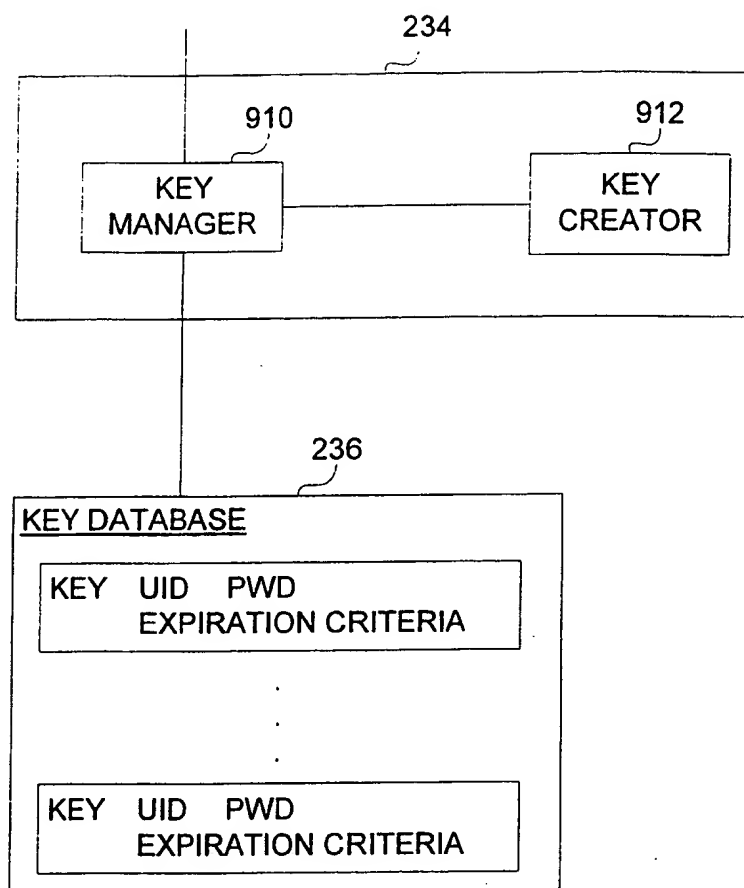 234
910
912
KEY
MANAGER
KEY
CREATOR
236
KEY DATABASE
KEY UID PWD
EXPIRATION CRITERIA
KEY UID PWD
EXPIRATION CRITERIA